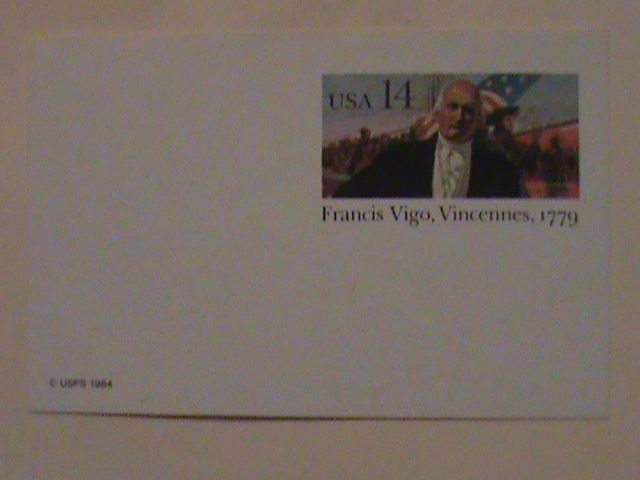 USA 14
Francis Vigo, Vincennes, 1779
© USPS 1984